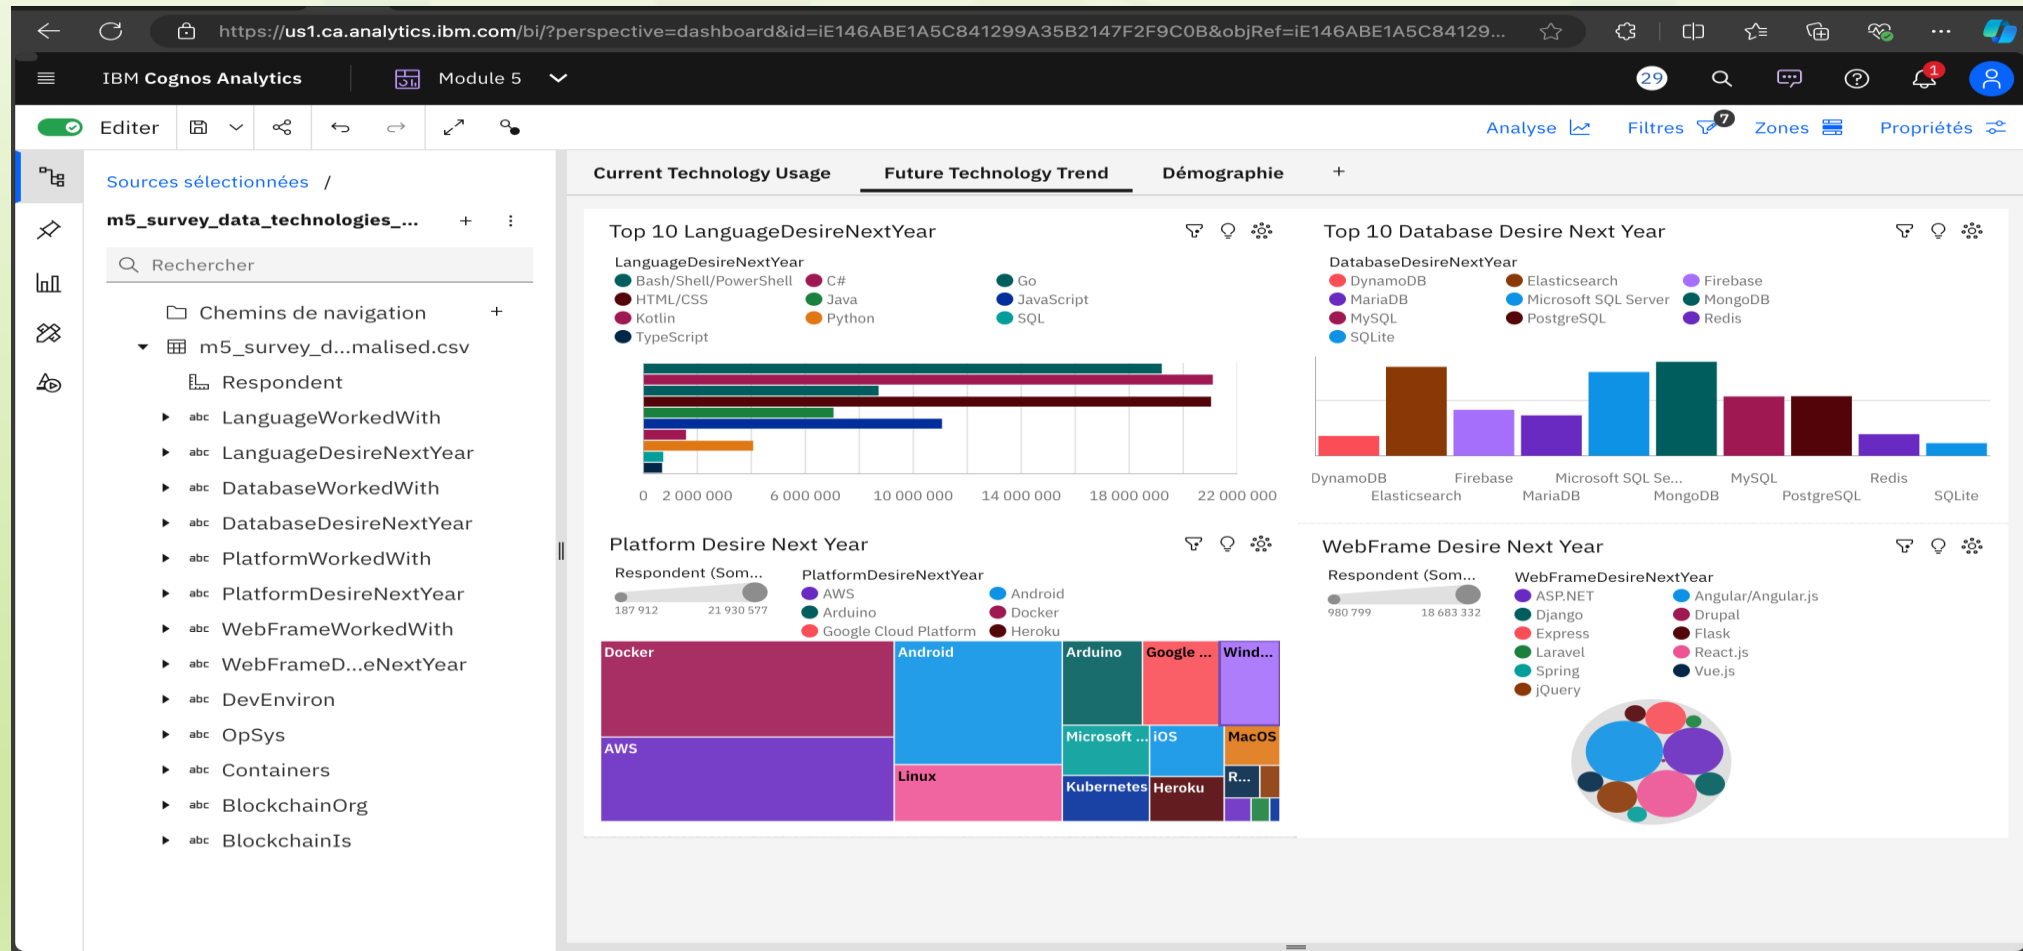 https://us1.ca.analytics.ibm.com/bi/?perspective=dashboard&id=iE146ABE1A5C841299A35B2147F2F9C0B&objRef=iE146ABE1A5C84129...
IBM Cognos Analytics
Module 5
29
1
Editer
Analyse
Filtres
7
Zones
Propriétés
Sources sélectionnées /
m5_survey_data_technologies_...
Rechercher
Chemins de navigation
m5_survey_d...malised.csv
Respondent
abc LanguageWorkedWith
abc LanguageDesireNextYear
abc DatabaseWorkedWith
abc DatabaseDesireNextYear
abc PlatformWorkedWith
abc PlatformDesireNextYear
abc WebFrameWorkedWith
abc WebFrameD...eNextYear
abc DevEnviron
abc OpSys
abc Containers
abc BlockchainOrg
abc BlockchainIs
Current Technology Usage
Future Technology Trend
Démographie
+
Top 10 LanguageDesireNextYear
LanguageDesireNextYear
Bash/Shell/PowerShell C# Go
HTML/CSS Java JavaScript
Kotlin Python SQL
TypeScript
0 2 000 000 6 000 000 10 000 000 14 000 000 18 000 000 22 000 000
Top 10 Database Desire Next Year
DatabaseDesireNextYear
DynamoDB Elasticsearch Firebase
MariaDB Microsoft SQL Server MongoDB
MySQL PostgreSQL Redis
SQLite
DynamoDB Firebase Microsoft SQL Se... MySQL Redis
Elasticsearch MariaDB MongoDB PostgreSQL SQLite
Platform Desire Next Year
Respondent (Som...
187 912 21 930 577
PlatformDesireNextYear
AWS Android
Arduino Docker
Google Cloud Platform Heroku
Docker
AWS
Android
Linux
Arduino
Google ...
Wind...
Microsoft ...
iOS
MacOS
Kubernetes
Heroku
R...
WebFrame Desire Next Year
Respondent (Som...
980 799 18 683 332
WebFrameDesireNextYear
ASP.NET Angular/Angular.js
Django Drupal
Express Flask
Laravel React.js
Spring Vue.js
jQuery